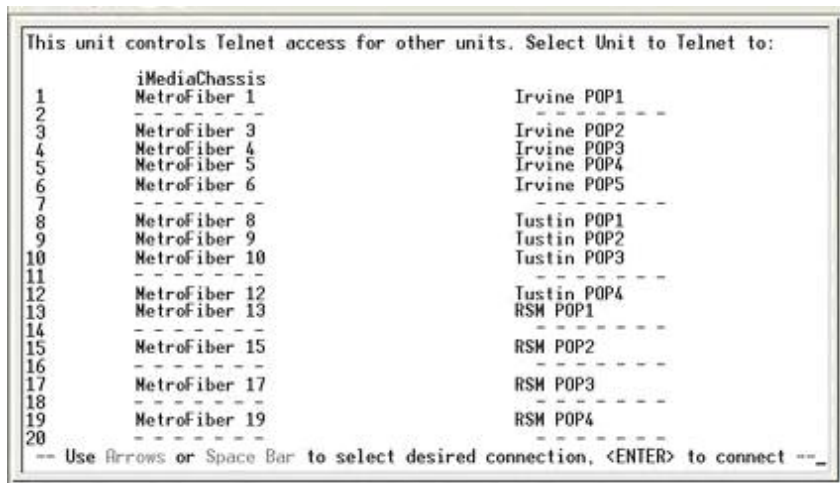 This unit controls Telnet access for other units. Select Unit to Telnet to:
iMediaChassis
1 MetroFiber 1 Irvine POP1
2 - - - - - - - - - - - - - -
3 MetroFiber 3 Irvine POP2
4 MetroFiber 4 Irvine POP3
5 MetroFiber 5 Irvine POP4
6 MetroFiber 6 Irvine POP5
7 - - - - - - - - - - - - - -
8 MetroFiber 8 Tustin POP1
9 MetroFiber 9 Tustin POP2
10 MetroFiber 10 Tustin POP3
11 - - - - - - - - - - - - - -
12 MetroFiber 12 Tustin POP4
13 MetroFiber 13 RSM POP1
14 - - - - - - - - - - - - - -
15 MetroFiber 15 RSM POP2
16 - - - - - - - - - - - - - -
17 MetroFiber 17 RSM POP3
18 - - - - - - - - - - - - - -
19 MetroFiber 19 RSM POP4
20 - - - - - - - - - - - - - -
-- Use Arrows or Space Bar to select desired connection, <ENTER> to connect --_